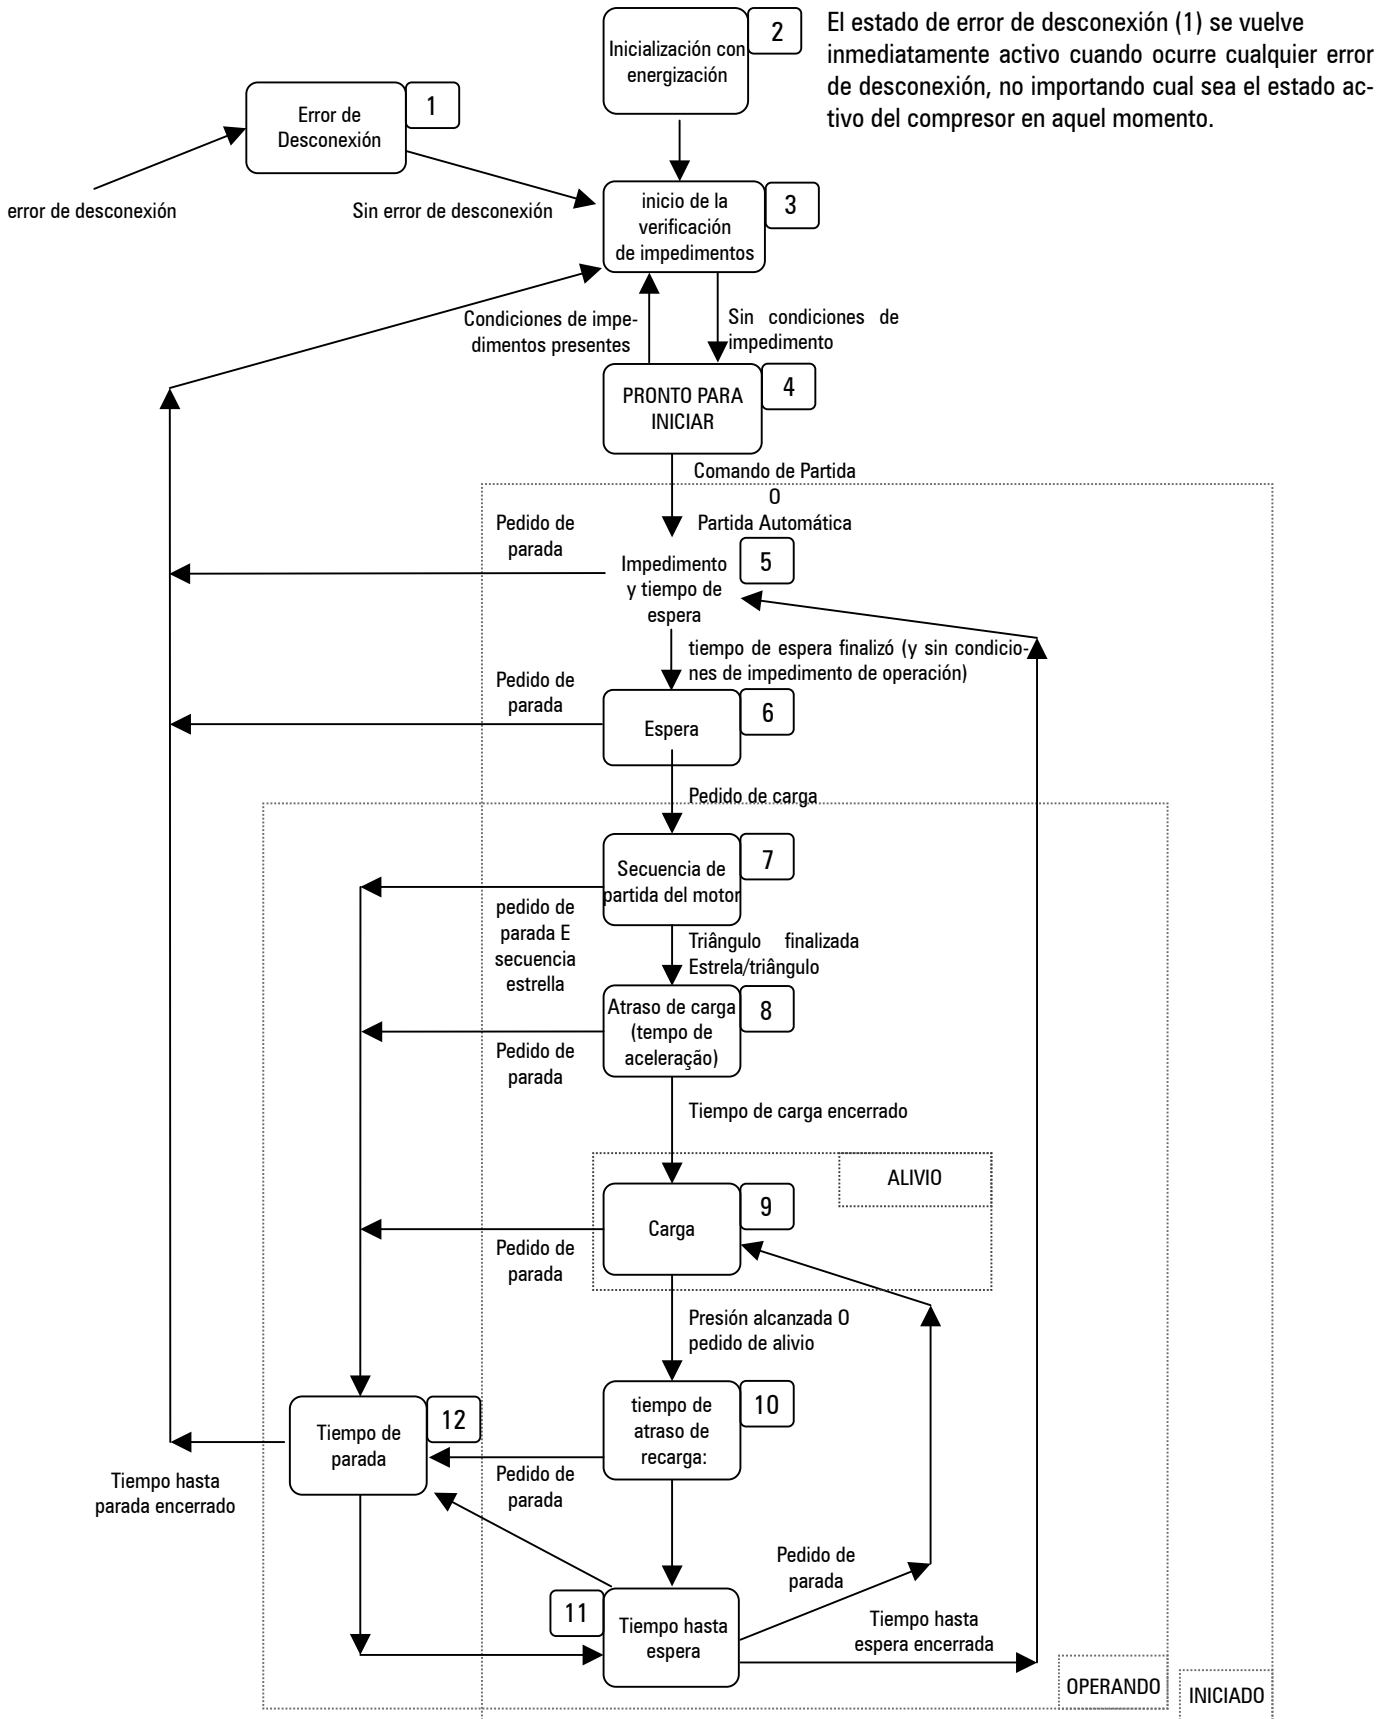 2
Inicialización con
energización
El estado de error de desconexión (1) se vuelve
inmediatamente activo cuando ocurre cualquier error
de desconexión, no importando cual sea el estado ac-
tivo del compresor en aquel momento.
1
Error de
Desconexión
error de desconexión
Sin error de desconexión
3
inicio de la
verificación
de impedimentos
Condiciones de impe-
dimentos presentes
Sin condiciones de
impedimento
4
PRONTO PARA
INICIAR
Comando de Partida
O
Partida Automática
Pedido de
parada
5
Impedimento
y tiempo de
espera
tiempo de espera finalizó (y sin condicio-
nes de impedimento de operación)
Pedido de
parada
6
Espera
Pedido de carga
7
Secuencia de
partida del motor
pedido de
parada E
secuencia
estrella
Triângulo finalizada
Estrela/triângulo
8
Atraso de carga
(tempo de
aceleração)
Pedido de
parada
Tiempo de carga encerrado
ALIVIO
9
Carga
Pedido de
parada
Presión alcanzada O
pedido de alivio
10
tiempo de
atraso de
recarga:
12
Tiempo de
parada
Pedido de
parada
Tiempo hasta
parada encerrado
Pedido de
parada
11
Tiempo hasta
espera
Tiempo hasta
espera encerrada
OPERANDO
INICIADO